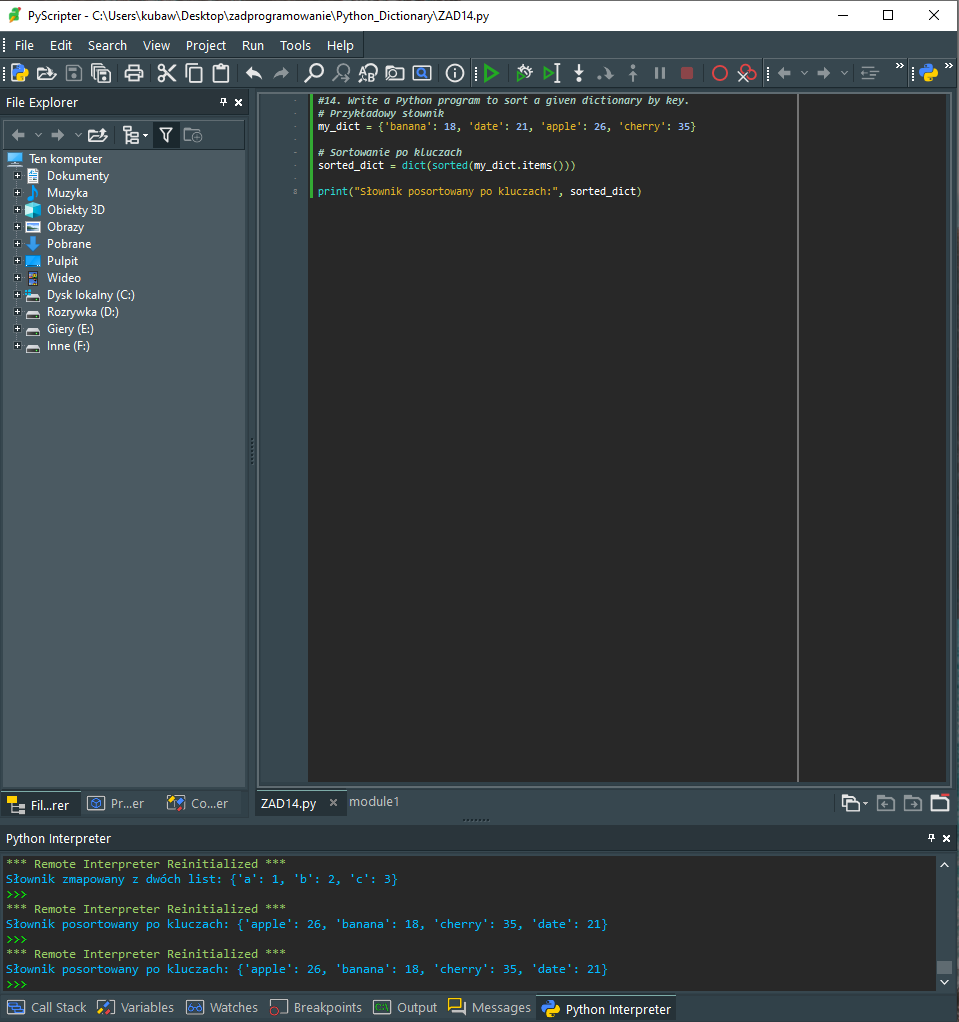 PyScripter - C:\Users\kubaw\Desktop\zadprogramowanie\Python_Dictionary\ZAD14.py
File Edit Search View Project Run Tools Help
File Explorer
Ten komputer
Dokumenty
Muzyka
Obiekty 3D
Obrazy
Pobrane
Pulpit
Wideo
Dysk lokalny (C:)
Rozrywka (D:)
Giery (E:)
Inne (F:)
Fil...rer Pr...er Co...er
#14. Write a Python program to sort a given dictionary by key.
# Przykładowy słownik
my_dict = {'banana': 18, 'date': 21, 'apple': 26, 'cherry': 35}
# Sortowanie po kluczach
sorted_dict = dict(sorted(my_dict.items()))
8 print("Słownik posortowany po kluczach:", sorted_dict)
ZAD14.py module1
Python Interpreter
*** Remote Interpreter Reinitialized ***
Słownik zmapowany z dwóch list: {'a': 1, 'b': 2, 'c': 3}
>>>
*** Remote Interpreter Reinitialized ***
Słownik posortowany po kluczach: {'apple': 26, 'banana': 18, 'cherry': 35, 'date': 21}
>>>
*** Remote Interpreter Reinitialized ***
Słownik posortowany po kluczach: {'apple': 26, 'banana': 18, 'cherry': 35, 'date': 21}
>>>
Call Stack Variables Watches Breakpoints Output Messages Python Interpreter